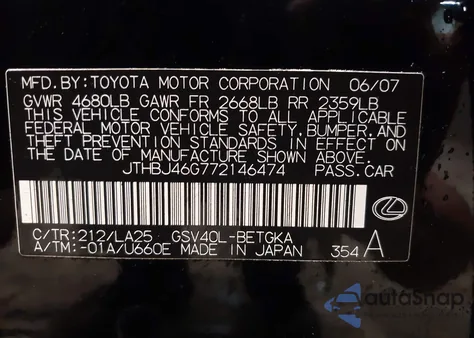 MFD.BY:TOYOTA MOTOR CORPORATION 06/07
GVWR 4680LB GAWR FR 2668LB RR 2359LB
THIS VEHICLE CONFORMS TO ALL APPLICABLE
FEDERAL MOTOR VEHICLE SAFETY,BUMPER,AND
THEFT PREVENTION STANDARDS IN EFFECT ON
THE DATE OF MANUFACTURE SHOWN ABOVE.
JTHBJ46G772146474 PASS.CAR
C/TR:212/LA25 GSV40L-BETGKA
A/TM:-01A/U660E MADE IN JAPAN 354 A
autosnap